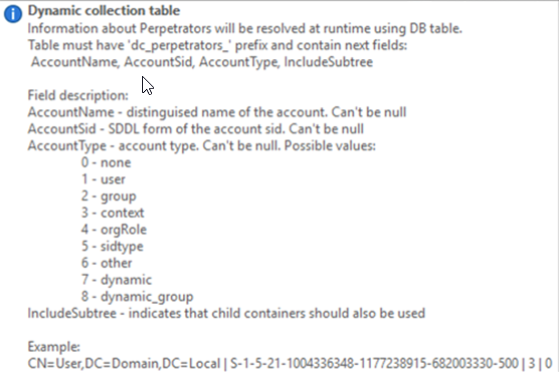 Dynamic collection table
Information about Perpetrators will be resolved at runtime using DB table.
Table must have 'dc_perpetrators_' prefix and contain next fields:
AccountName, AccountSid, AccountType, IncludeSubtree
Field description:
AccountName - distinguised name of the account. Can't be null
AccountSid - SDDL form of the account sid. Can't be null
AccountType - account type. Can't be null. Possible values:
0 - none
1 - user
2 - group
3 - context
4 - orgRole
5 - sidtype
6 - other
7 - dynamic
8 - dynamic_group
IncludeSubtree - indicates that child containers should also be used
Example:
CN=User,DC=Domain,DC=Local | S-1-5-21-1004336348-1177238915-682003330-500 | 3 | 0